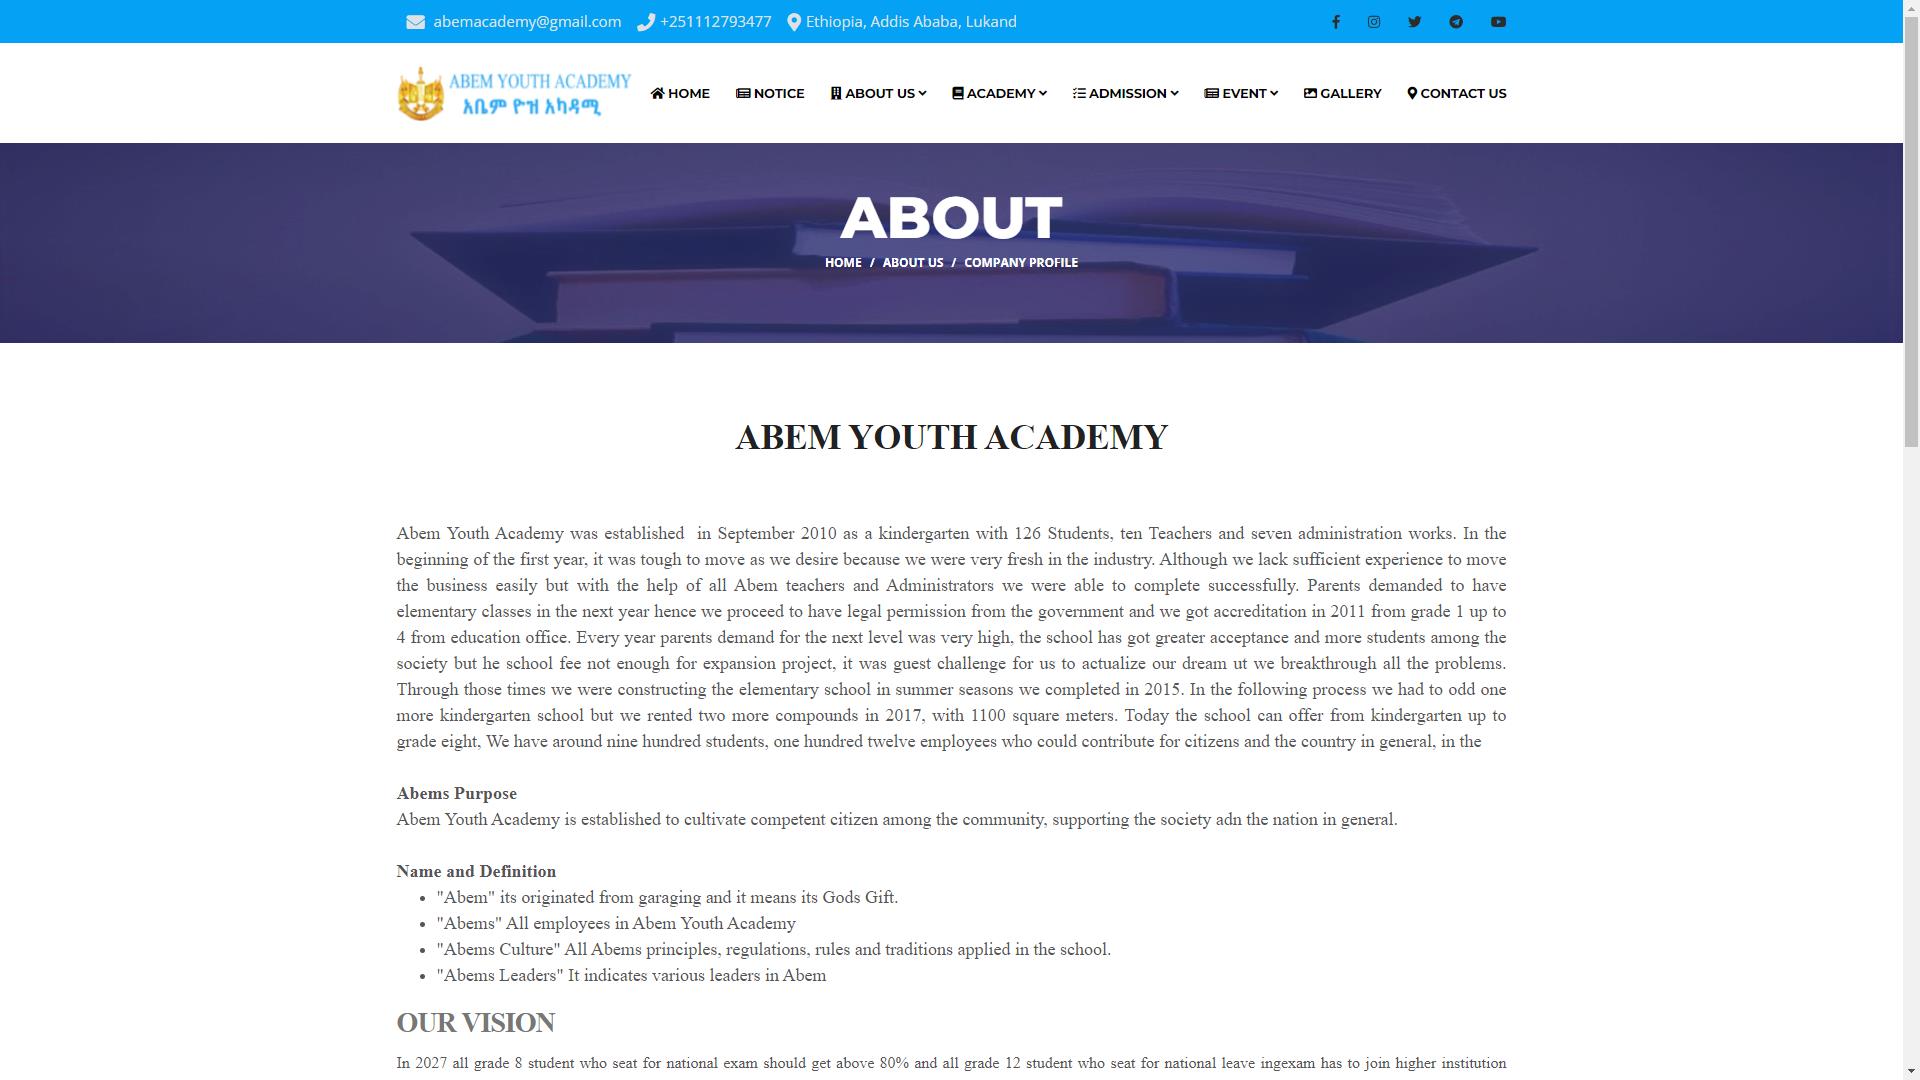 abemacademy@gmail.com +251112793477 Ethiopia, Addis Ababa, Lukand
ABEM YOUTH ACADEMY
አቤም ዮዝ አካዳሚ
HOME NOTICE ABOUT US ACADEMY ADMISSION EVENT GALLERY CONTACT US
ABOUT
HOME / ABOUT US / COMPANY PROFILE
ABEM YOUTH ACADEMY
Abem Youth Academy was established in September 2010 as a kindergarten with 126 Students, ten Teachers and seven administration works. In the
beginning of the first year, it was tough to move as we desire because we were very fresh in the industry. Although we lack sufficient experience to move
the business easily but with the help of all Abem teachers and Administrators we were able to complete successfully. Parents demanded to have
elementary classes in the next year hence we proceed to have legal permission from the government and we got accreditation in 2011 from grade 1 up to
4 from education office. Every year parents demand for the next level was very high, the school has got greater acceptance and more students among the
society but he school fee not enough for expansion project, it was guest challenge for us to actualize our dream ut we breakthrough all the problems.
Through those times we were constructing the elementary school in summer seasons we completed in 2015. In the following process we had to odd one
more kindergarten school but we rented two more compounds in 2017, with 1100 square meters. Today the school can offer from kindergarten up to
grade eight, We have around nine hundred students, one hundred twelve employees who could contribute for citizens and the country in general, in the
Abems Purpose
Abem Youth Academy is established to cultivate competent citizen among the community, supporting the society adn the nation in general.
Name and Definition
• "Abem" its originated from garaging and it means its Gods Gift.
• "Abems" All employees in Abem Youth Academy
• "Abems Culture" All Abems principles, regulations, rules and traditions applied in the school.
• "Abems Leaders" It indicates various leaders in Abem
OUR VISION
In 2027 all grade 8 student who seat for national exam should get above 80% and all grade 12 student who seat for national leave ingexam has to join higher institution